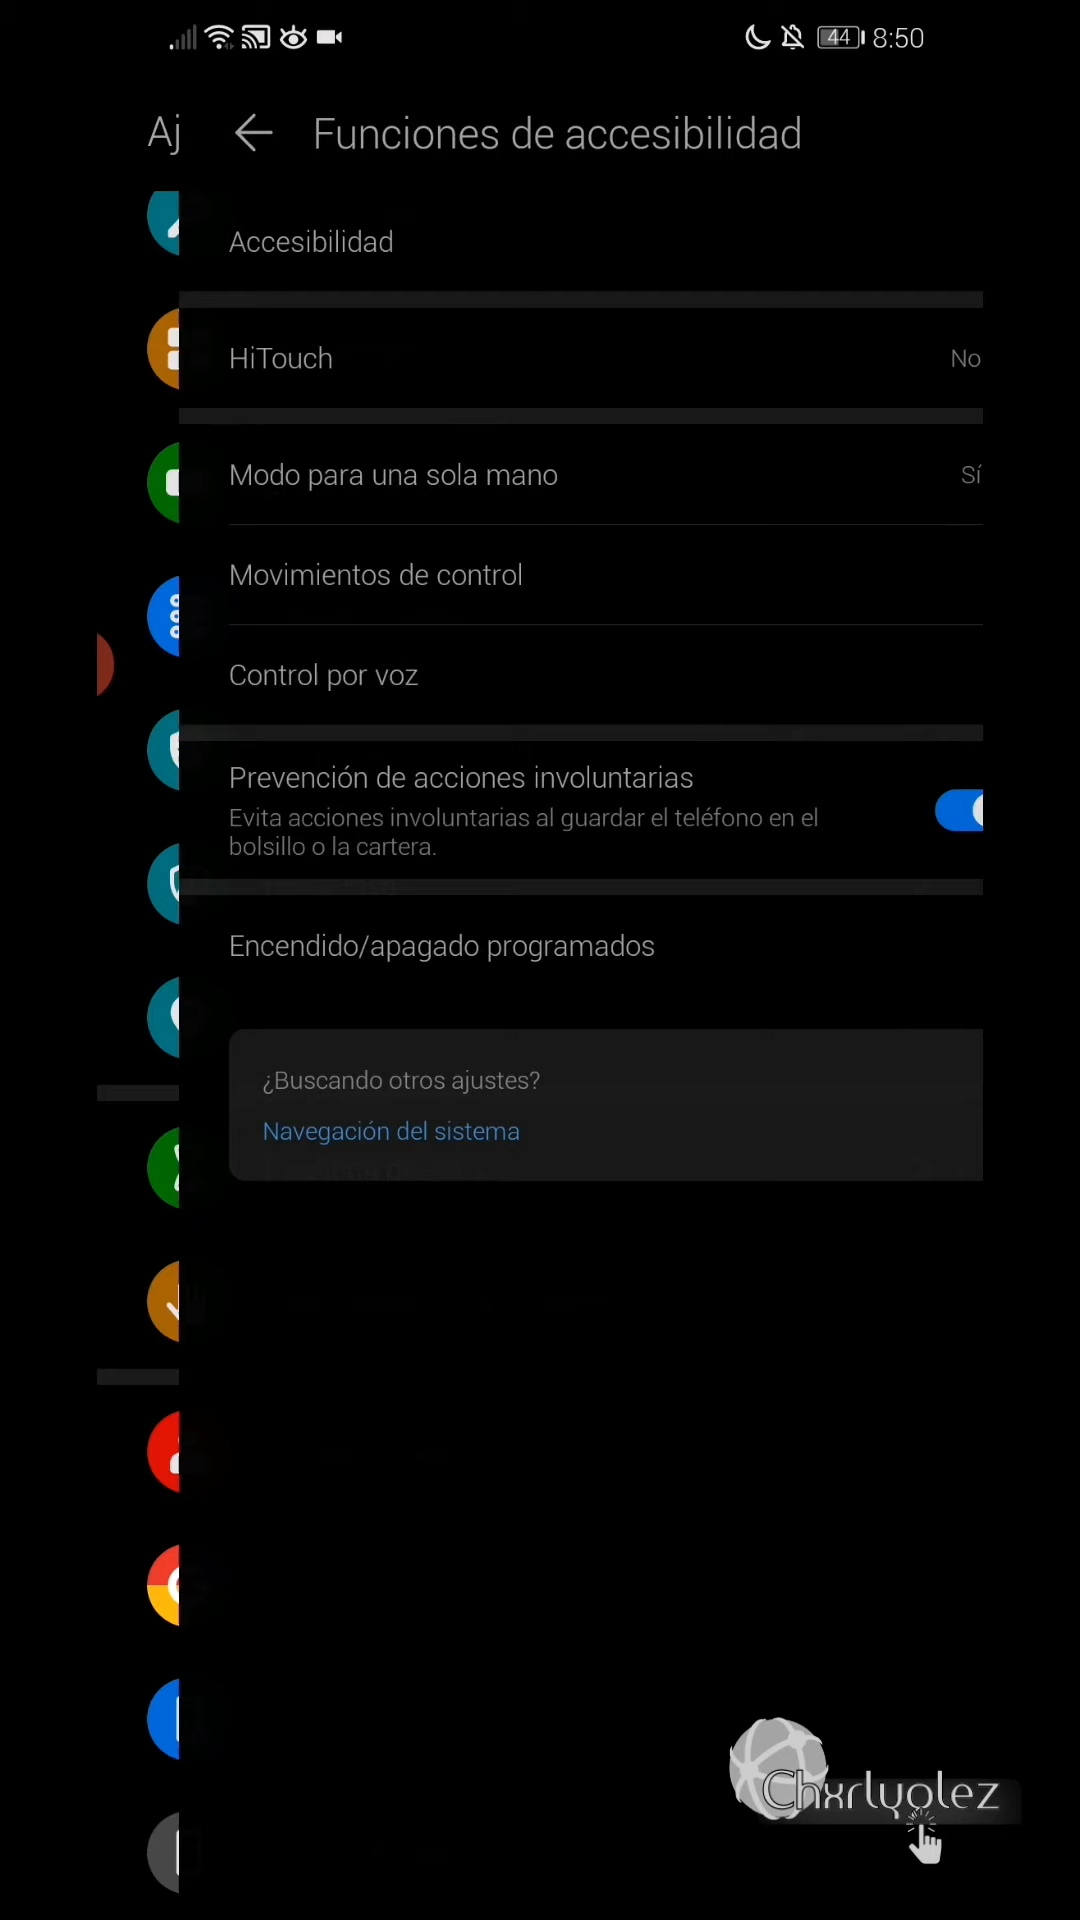 44 8:50
Aj
Funciones de accesibilidad
Accesibilidad
HiTouch No
Modo para una sola mano Sí
Movimientos de control
Control por voz
Prevención de acciones involuntarias
Evita acciones involuntarias al guardar el teléfono en el
bolsillo o la cartera.
Encendido/apagado programados
¿Buscando otros ajustes?
Navegación del sistema
Chxrlyolez